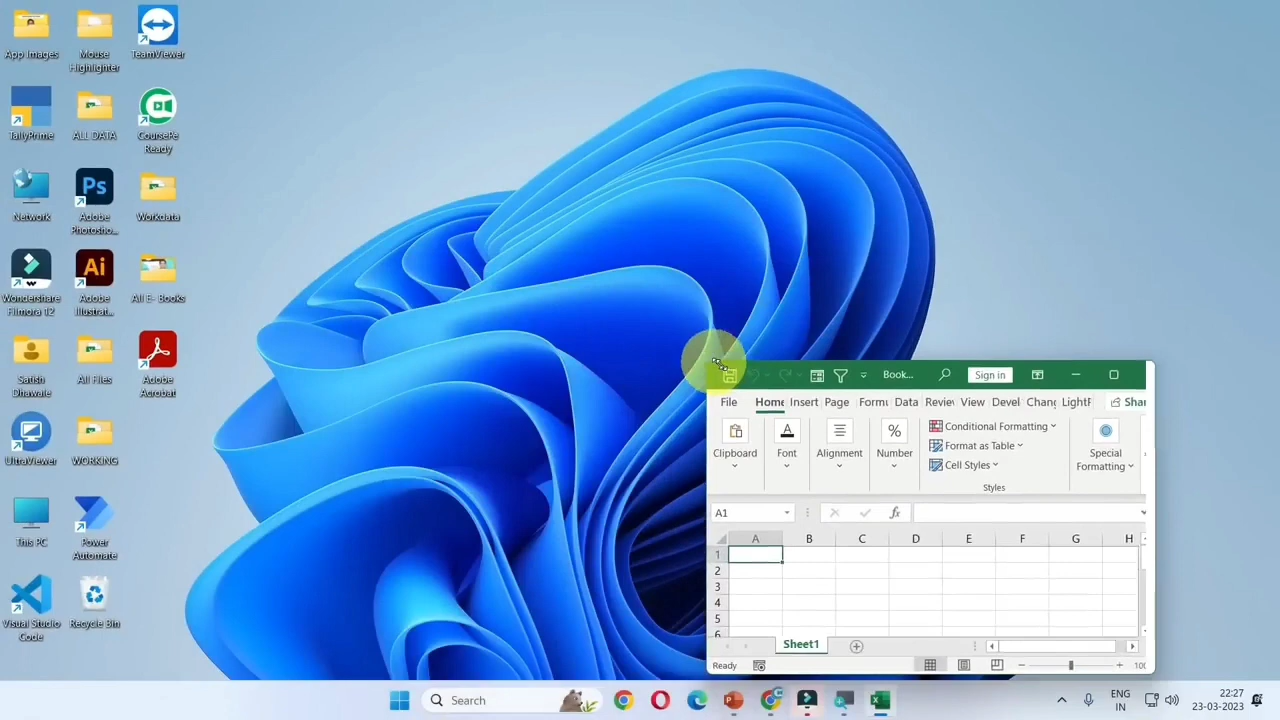 App Images
Mouse
Highlighter
TeamViewer
TallyPrime
ALL DATA
CoursePe
Ready
Network
Adobe
Photosho...
Workdata
Wondershare
Filmora 12
Adobe
Illustrat...
All E- Books
Satish
Dhawale
All Files
Adobe
Acrobat
UltraViewer
WORKING
This PC
Power
Automate
Visual Studio
Code
Recycle Bin
Book...
Sign in
File Home Insert Page Formu Data Review View Devel LightF Shar
Clipboard
Font
Alignment
Number
Conditional Formatting
Format as Table
Cell Styles
Styles
Special
Formatting
A1
fx
A B C D E F G H
1
2
3
4
5
6
Sheet1
Ready
100
Search
ENG
IN
22:27
23-03-2023